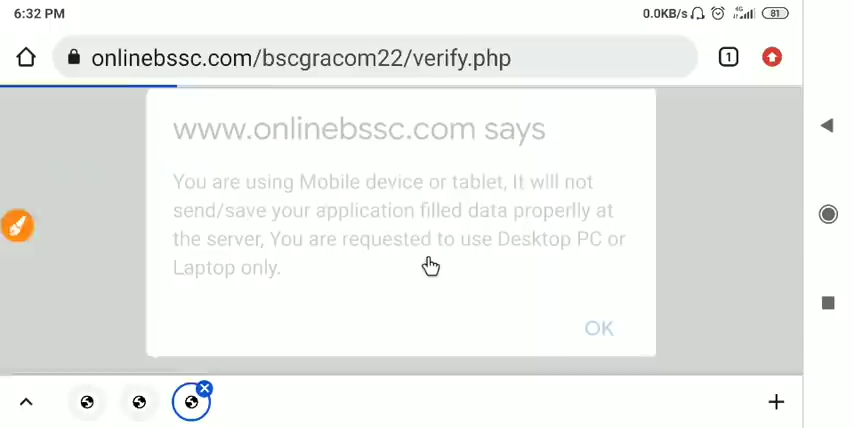 6:32 PM
0.0KB/s 4G 81
onlinebssc.com/bscgracom22/verify.php
1
www.onlinebssc.com says
You are using Mobile device or tablet, It wllI not
send/save your application filled data properlly at
the server, You are requested to use Desktop PC or
Laptop only.
OK